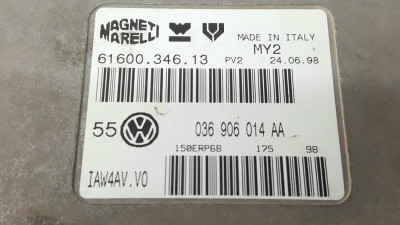 MAGNETI MARELLI
MADE IN ITALY
MY2
61600.346.13 PV2 24.06.98
55 036 906 014 AA
150ERP68 175 98
IAW4AV.V0